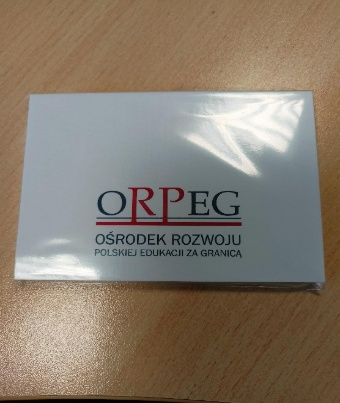 ORPEG
OŚRODEK ROZWOJU
POLSKIEJ EDUKACJI ZA GRANICĄ